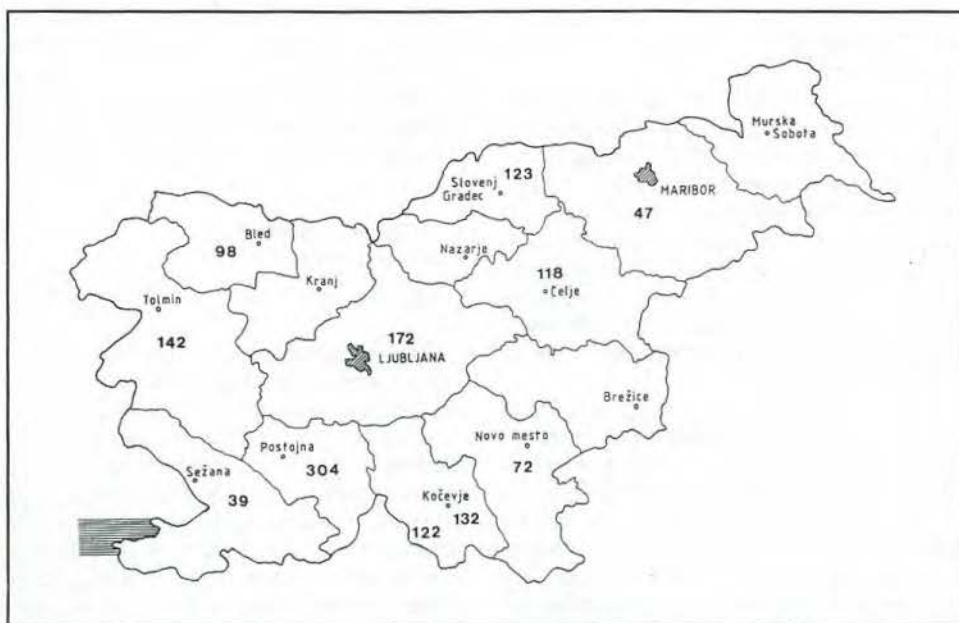 Murska
Sobota
123
Slovenj
Gradec
MARIBOR
47
Bled
98
Nazarje
118
Celje
Kranj
Tolmin
142
172
LJUBLJANA
Brežice
Postojna
304
Novo mesto
72
Sežana
39
Kočevje
122
132